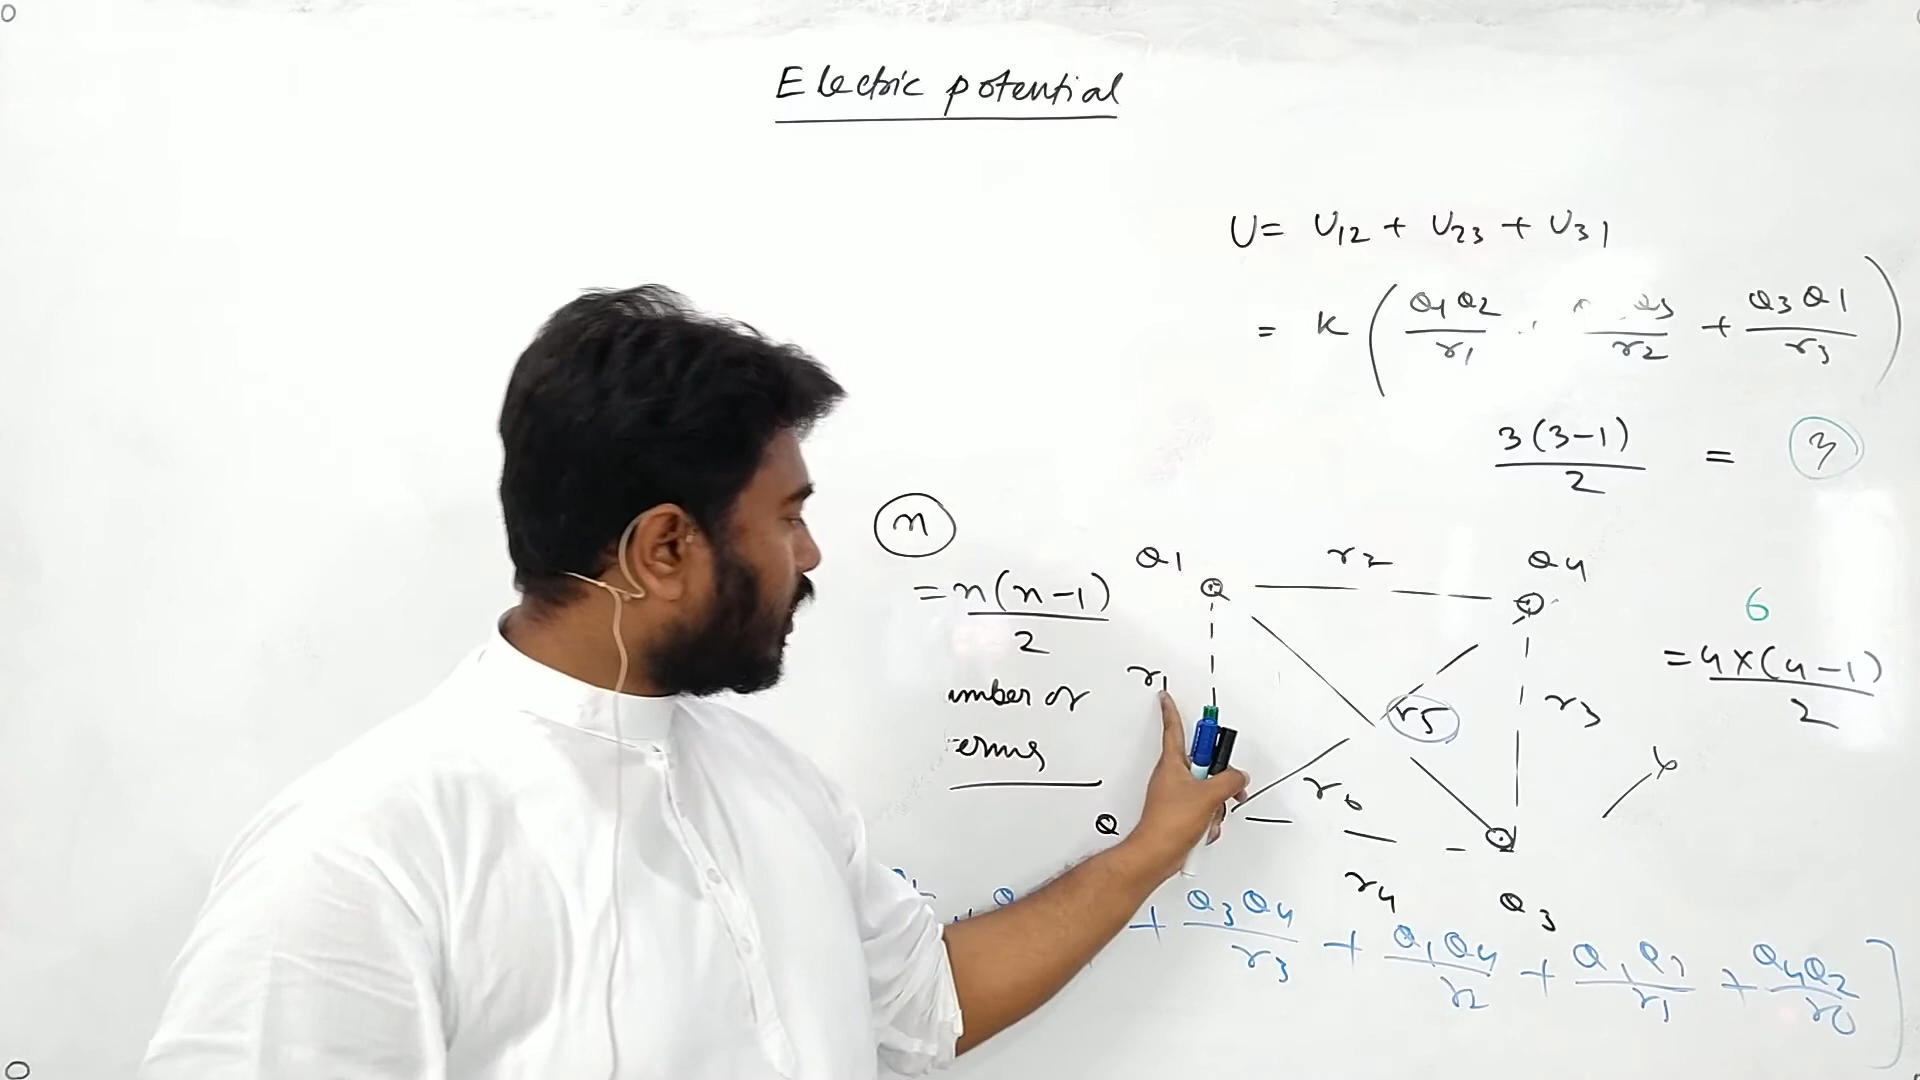 Electric potential
U = U12 + U23 + U31
= K ( Q1Q2/r1 Q3/r2 + Q3Q1/r3 )
3(3-1)/2 = 3
n
= n(n-1)/2
umber of
erms
Q1 r2 Q4
r1 r5 r3
r6
Q r4 Q3
6
= 4×(4-1)/2
+ Q3Q4/r3 + Q1Q4/r2 + Q1Q2/r1 + Q4Q2/r6 ]